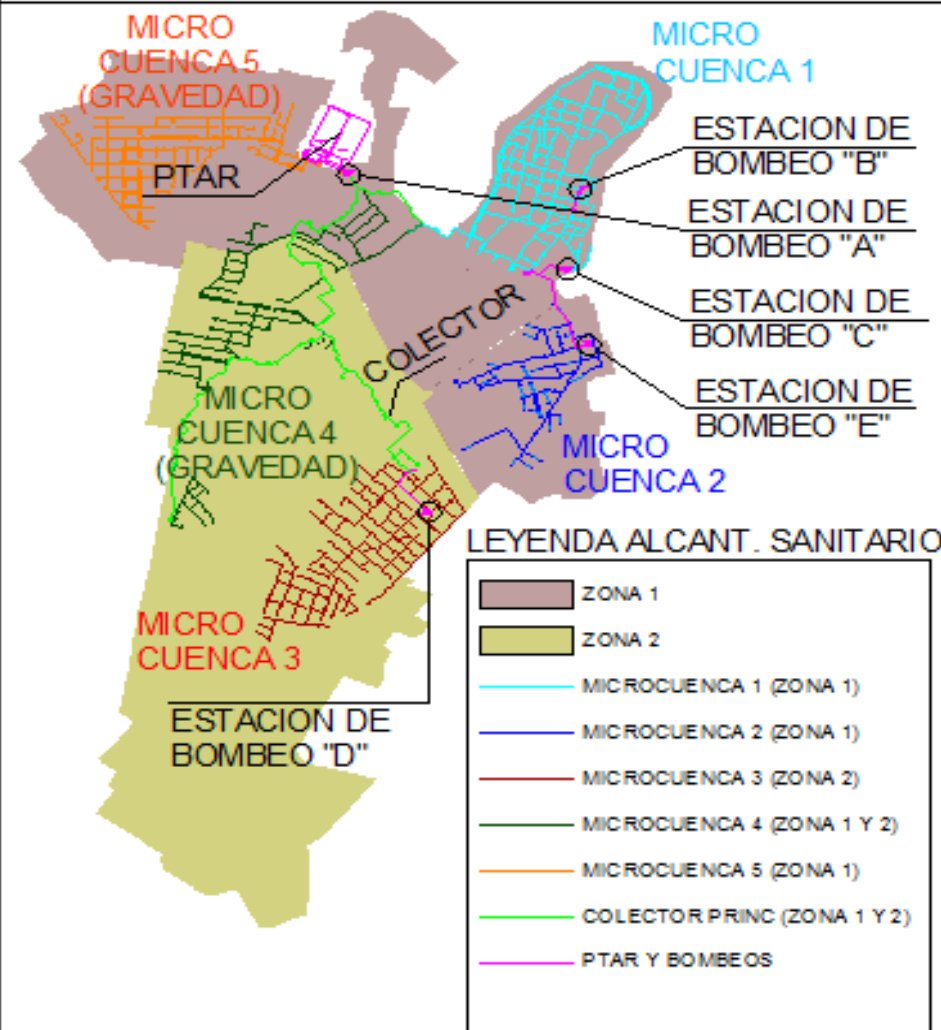 MICRO
CUENCA 5
(GRAVEDAD)
MICRO
CUENCA 1
PTAR
ESTACION DE
BOMBEO "B"
ESTACION DE
BOMBEO "A"
ESTACION DE
BOMBEO "C"
COLECTOR
ESTACION DE
BOMBEO "E"
MICRO
CUENCA 4
(GRAVEDAD)
MICRO
CUENCA 2
MICRO
CUENCA 3
ESTACION DE
BOMBEO "D"
LEYENDA ALCANT. SANITARIO
ZONA 1
ZONA 2
MICROCUENCA 1 (ZONA 1)
MICROCUENCA 2 (ZONA 1)
MICROCUENCA 3 (ZONA 2)
MICROCUENCA 4 (ZONA 1 Y 2)
MICROCUENCA 5 (ZONA 1)
COLECTOR PRINC (ZONA 1 Y 2)
PTAR Y BOMBEOS